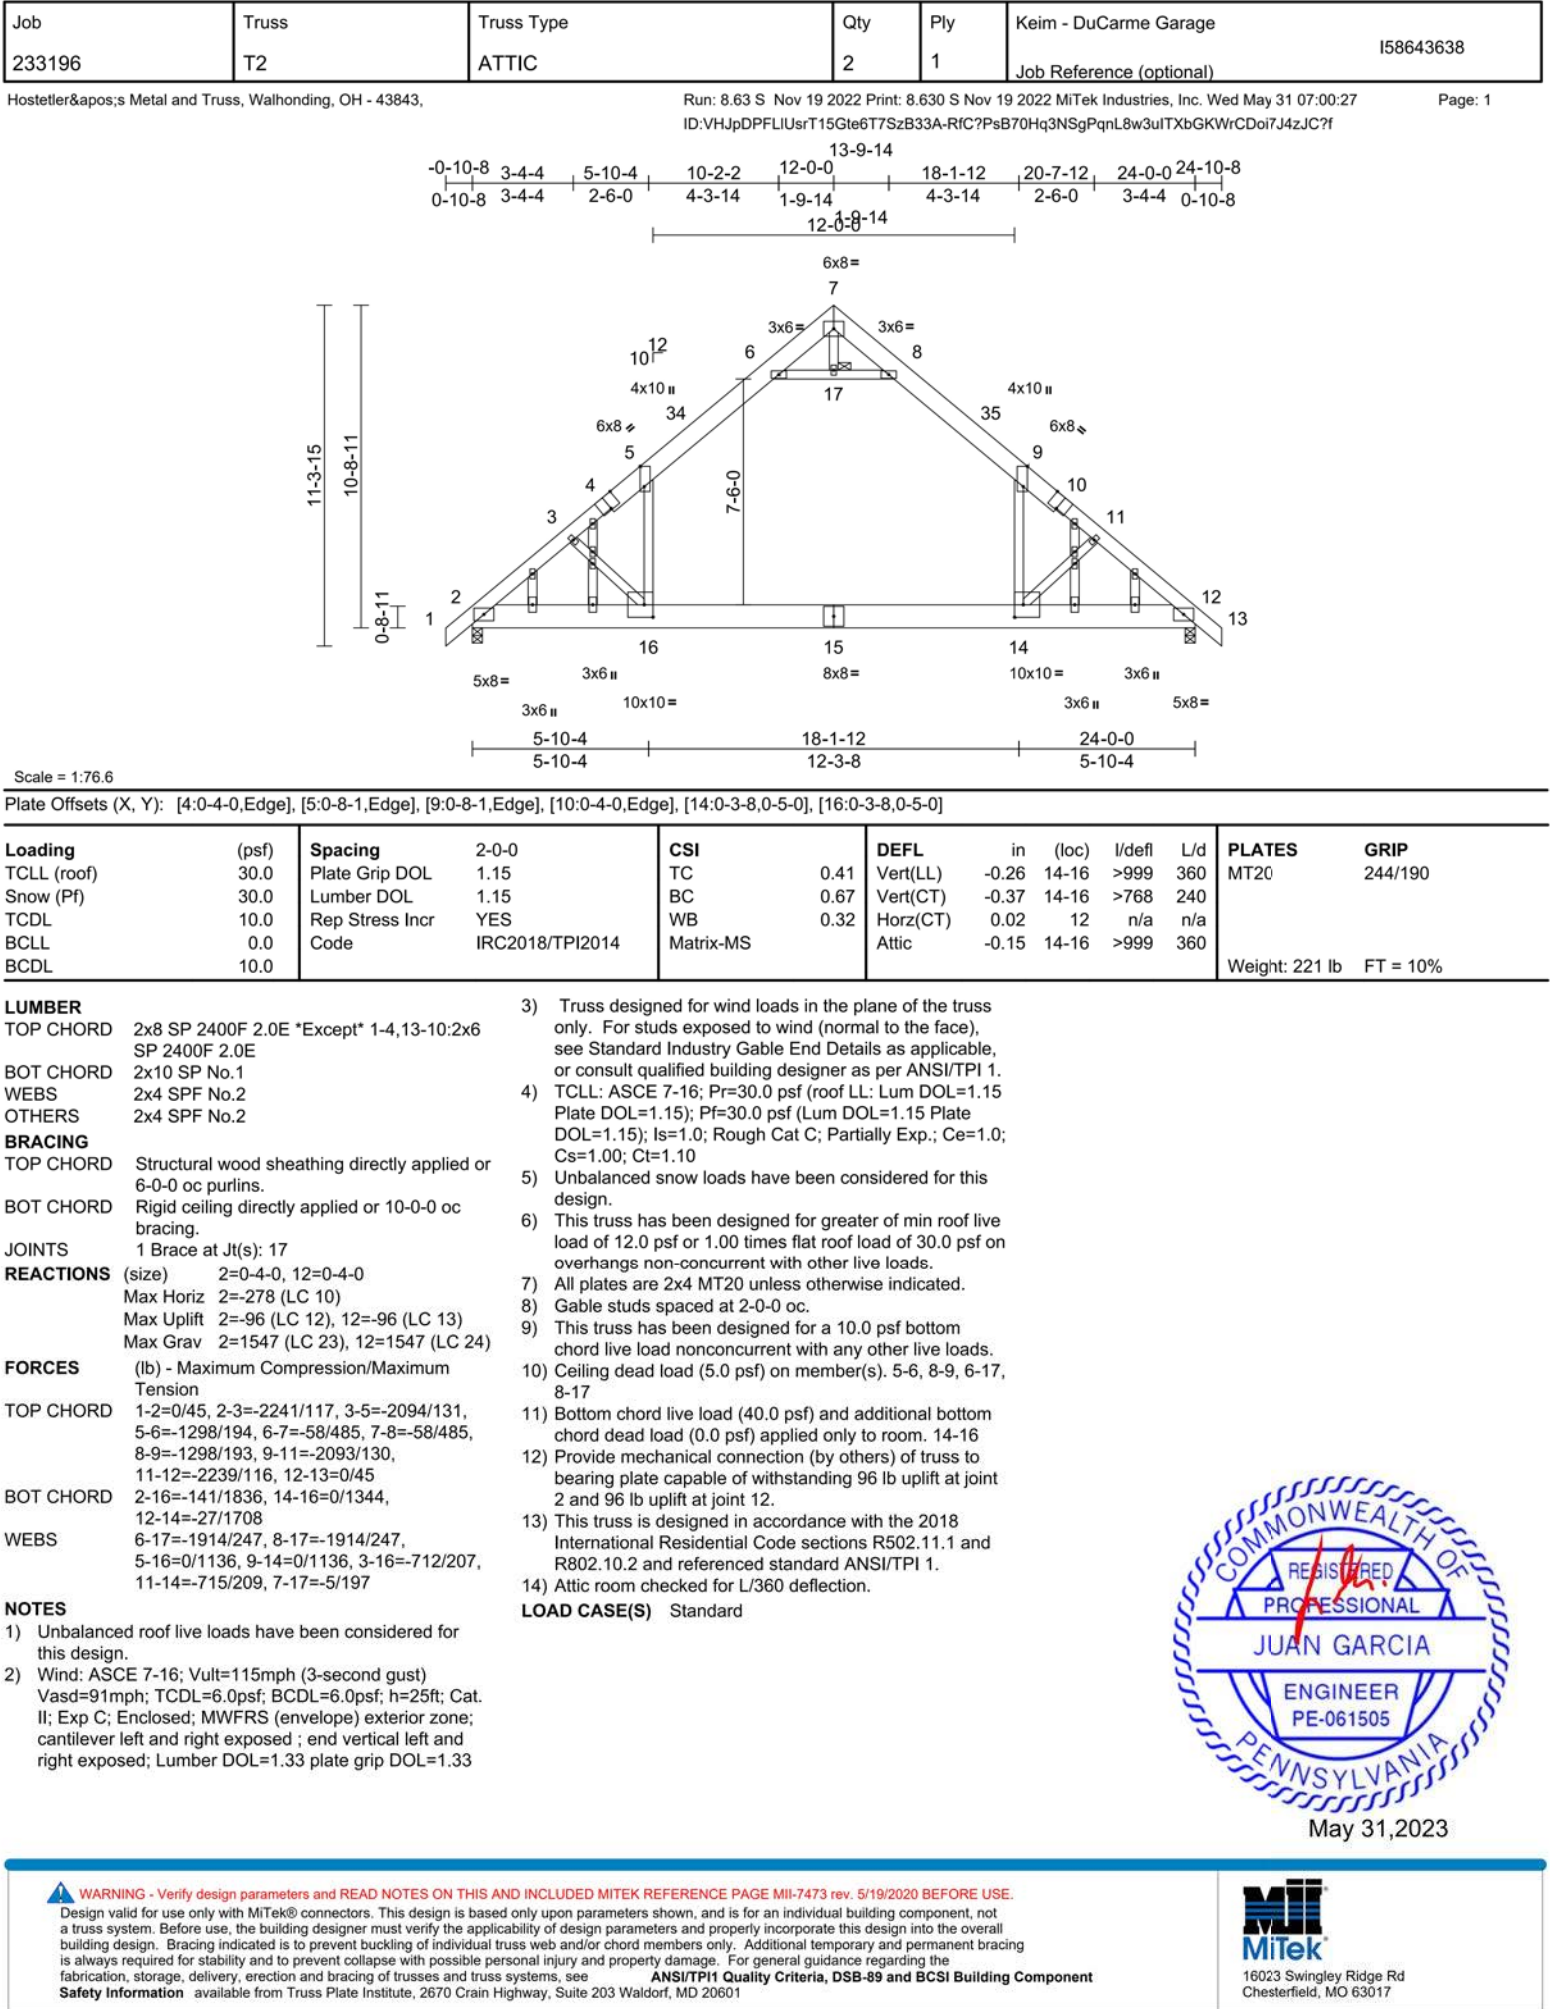 Job Truss Truss Type Qty Ply Keim - DuCarme Garage
I58643638
233196 T2 ATTIC 2 1 Job Reference (optional)
Hostetler&apos;s Metal and Truss, Walhonding, OH - 43843, Run: 8.63 S Nov 19 2022 Print: 8.630 S Nov 19 2022 MiTek Industries, Inc. Wed May 31 07:00:27 Page: 1
ID:VHJpDPFLlUsrT15Gte6T7SzB33A-RfC?PsB70Hq3NSgPqnL8w3uITXbGKWrCDoi7J4zJC?f
13-9-14
-0-10-8 3-4-4 5-10-4 10-2-2 12-0-0 18-1-12 20-7-12 24-0-0 24-10-8
0-10-8 3-4-4 2-6-0 4-3-14 1-9-14 4-3-14 2-6-0 3-4-4 0-10-8
1-9-14
12-0-0
6x8=
7
3x6= 3x6=
6 8
12
10
4x10 II 17 4x10 II
34 35
6x8 6x8
5 9
4 10
3 11
11-3-15 10-8-11 7-6-0
0-8-11
2 12
1 13
16 15 14
5x8= 3x6 II 8x8= 10x10= 3x6 II
3x6 II 10x10= 3x6 II 5x8=
5-10-4 18-1-12 24-0-0
5-10-4 12-3-8 5-10-4
Scale = 1:76.6
Plate Offsets (X, Y): [4:0-4-0,Edge], [5:0-8-1,Edge], [9:0-8-1,Edge], [10:0-4-0,Edge], [14:0-3-8,0-5-0], [16:0-3-8,0-5-0]
Loading (psf) Spacing 2-0-0 CSI DEFL in (loc) l/defl L/d PLATES GRIP
TCLL (roof) 30.0 Plate Grip DOL 1.15 TC 0.41 Vert(LL) -0.26 14-16 >999 360 MT20 244/190
Snow (Pf) 30.0 Lumber DOL 1.15 BC 0.67 Vert(CT) -0.37 14-16 >768 240
TCDL 10.0 Rep Stress Incr YES WB 0.32 Horz(CT) 0.02 12 n/a n/a
BCLL 0.0 Code IRC2018/TPI2014 Matrix-MS Attic -0.15 14-16 >999 360
BCDL 10.0 Weight: 221 lb FT = 10%
LUMBER
TOP CHORD 2x8 SP 2400F 2.0E *Except* 1-4,13-10:2x6
SP 2400F 2.0E
BOT CHORD 2x10 SP No.1
WEBS 2x4 SPF No.2
OTHERS 2x4 SPF No.2
BRACING
TOP CHORD Structural wood sheathing directly applied or
6-0-0 oc purlins.
BOT CHORD Rigid ceiling directly applied or 10-0-0 oc
bracing.
JOINTS 1 Brace at Jt(s): 17
REACTIONS (size) 2=0-4-0, 12=0-4-0
Max Horiz 2=-278 (LC 10)
Max Uplift 2=-96 (LC 12), 12=-96 (LC 13)
Max Grav 2=1547 (LC 23), 12=1547 (LC 24)
FORCES (lb) - Maximum Compression/Maximum
Tension
TOP CHORD 1-2=0/45, 2-3=-2241/117, 3-5=-2094/131,
5-6=-1298/194, 6-7=-58/485, 7-8=-58/485,
8-9=-1298/193, 9-11=-2093/130,
11-12=-2239/116, 12-13=0/45
BOT CHORD 2-16=-141/1836, 14-16=0/1344,
12-14=-27/1708
WEBS 6-17=-1914/247, 8-17=-1914/247,
5-16=0/1136, 9-14=0/1136, 3-16=-712/207,
11-14=-715/209, 7-17=-5/197
NOTES
1) Unbalanced roof live loads have been considered for
this design.
2) Wind: ASCE 7-16; Vult=115mph (3-second gust)
Vasd=91mph; TCDL=6.0psf; BCDL=6.0psf; h=25ft; Cat.
II; Exp C; Enclosed; MWFRS (envelope) exterior zone;
cantilever left and right exposed ; end vertical left and
right exposed; Lumber DOL=1.33 plate grip DOL=1.33
3) Truss designed for wind loads in the plane of the truss
only. For studs exposed to wind (normal to the face),
see Standard Industry Gable End Details as applicable,
or consult qualified building designer as per ANSI/TPI 1.
4) TCLL: ASCE 7-16; Pr=30.0 psf (roof LL: Lum DOL=1.15
Plate DOL=1.15); Pf=30.0 psf (Lum DOL=1.15 Plate
DOL=1.15); Is=1.0; Rough Cat C; Partially Exp.; Ce=1.0;
Cs=1.00; Ct=1.10
5) Unbalanced snow loads have been considered for this
design.
6) This truss has been designed for greater of min roof live
load of 12.0 psf or 1.00 times flat roof load of 30.0 psf on
overhangs non-concurrent with other live loads.
7) All plates are 2x4 MT20 unless otherwise indicated.
8) Gable studs spaced at 2-0-0 oc.
9) This truss has been designed for a 10.0 psf bottom
chord live load nonconcurrent with any other live loads.
10) Ceiling dead load (5.0 psf) on member(s). 5-6, 8-9, 6-17,
8-17
11) Bottom chord live load (40.0 psf) and additional bottom
chord dead load (0.0 psf) applied only to room. 14-16
12) Provide mechanical connection (by others) of truss to
bearing plate capable of withstanding 96 lb uplift at joint
2 and 96 lb uplift at joint 12.
13) This truss is designed in accordance with the 2018
International Residential Code sections R502.11.1 and
R802.10.2 and referenced standard ANSI/TPI 1.
14) Attic room checked for L/360 deflection.
LOAD CASE(S) Standard
COMMONWEALTH OF
REGISTERED
PROFESSIONAL
JUAN GARCIA
ENGINEER
PE-061505
PENNSYLVANIA
May 31,2023
WARNING - Verify design parameters and READ NOTES ON THIS AND INCLUDED MITEK REFERENCE PAGE MII-7473 rev. 5/19/2020 BEFORE USE.
Design valid for use only with MiTek® connectors. This design is based only upon parameters shown, and is for an individual building component, not
a truss system. Before use, the building designer must verify the applicability of design parameters and properly incorporate this design into the overall
building design. Bracing indicated is to prevent buckling of individual truss web and/or chord members only. Additional temporary and permanent bracing
is always required for stability and to prevent collapse with possible personal injury and property damage. For general guidance regarding the
fabrication, storage, delivery, erection and bracing of trusses and truss systems, see ANSI/TPI1 Quality Criteria, DSB-89 and BCSI Building Component
Safety Information available from Truss Plate Institute, 2670 Crain Highway, Suite 203 Waldorf, MD 20601
MiTek
16023 Swingley Ridge Rd
Chesterfield, MO 63017